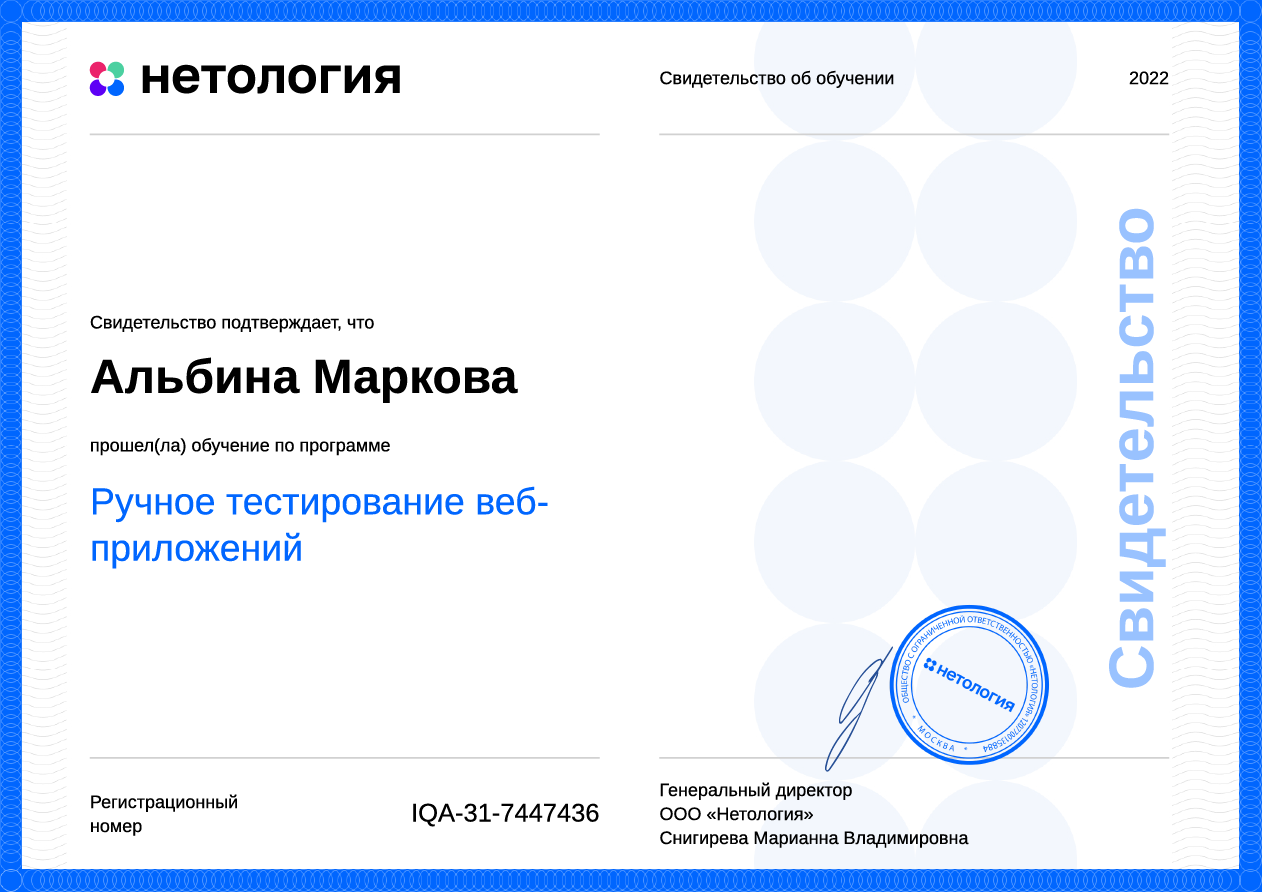 нетология
Свидетельство об обучении
2022
Свидетельство подтверждает, что
Альбина Маркова
прошел(ла) обучение по программе
Ручное тестирование веб-
приложений
Свидетельство
ОБЩЕСТВО С ОГРАНИЧЕННОЙ ОТВЕТСТВЕННОСТЬЮ «НЕТОЛОГИЯ» 1207700135884
* МОСКВА *
нетология
Регистрационный
номер
IQA-31-7447436
Генеральный директор
ООО «Нетология»
Снигирева Марианна Владимировна